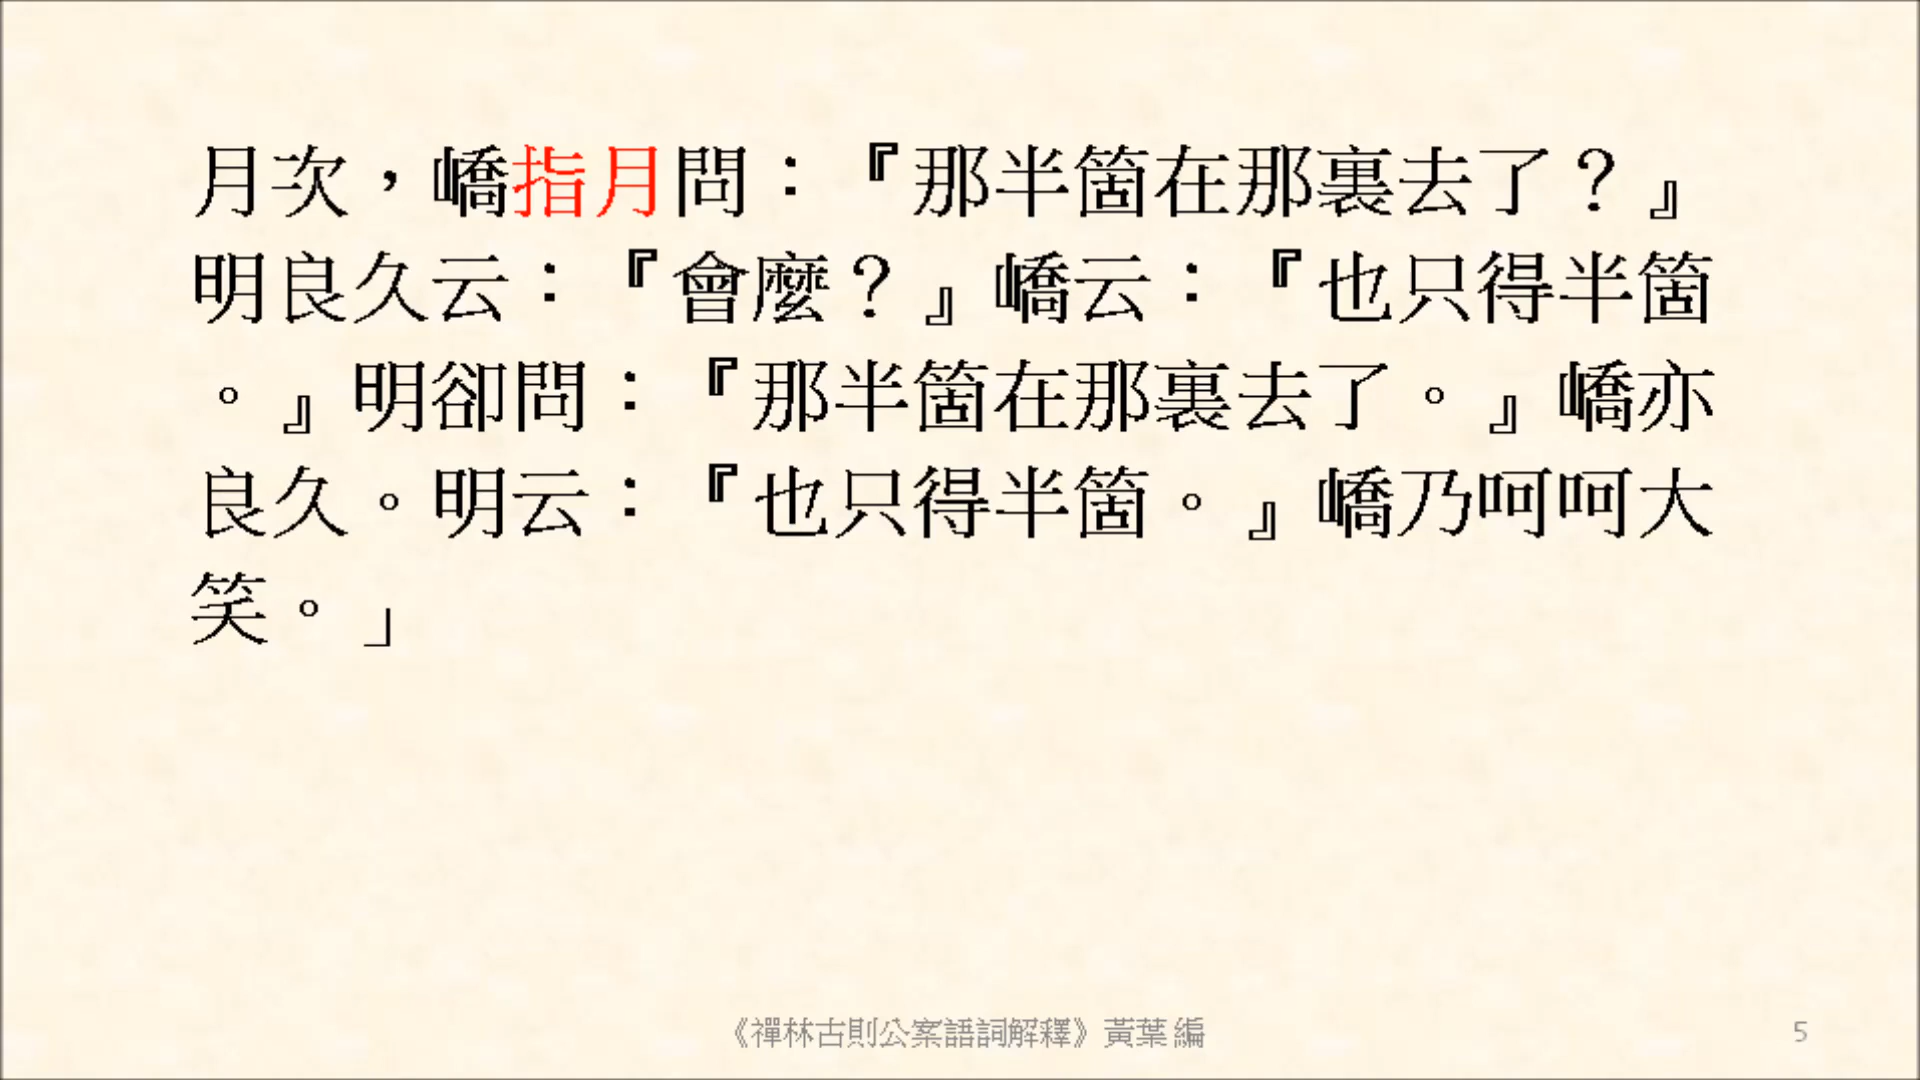 月次，嶠指月問：『那半箇在那裏去了？』
明良久云：『會麼？』嶠云：『也只得半箇
。』明卻問：『那半箇在那裏去了。』嶠亦
良久。明云：『也只得半箇。』嶠乃呵呵大
笑。」
《禪林古則公案語詞解釋》黃葉 編
5